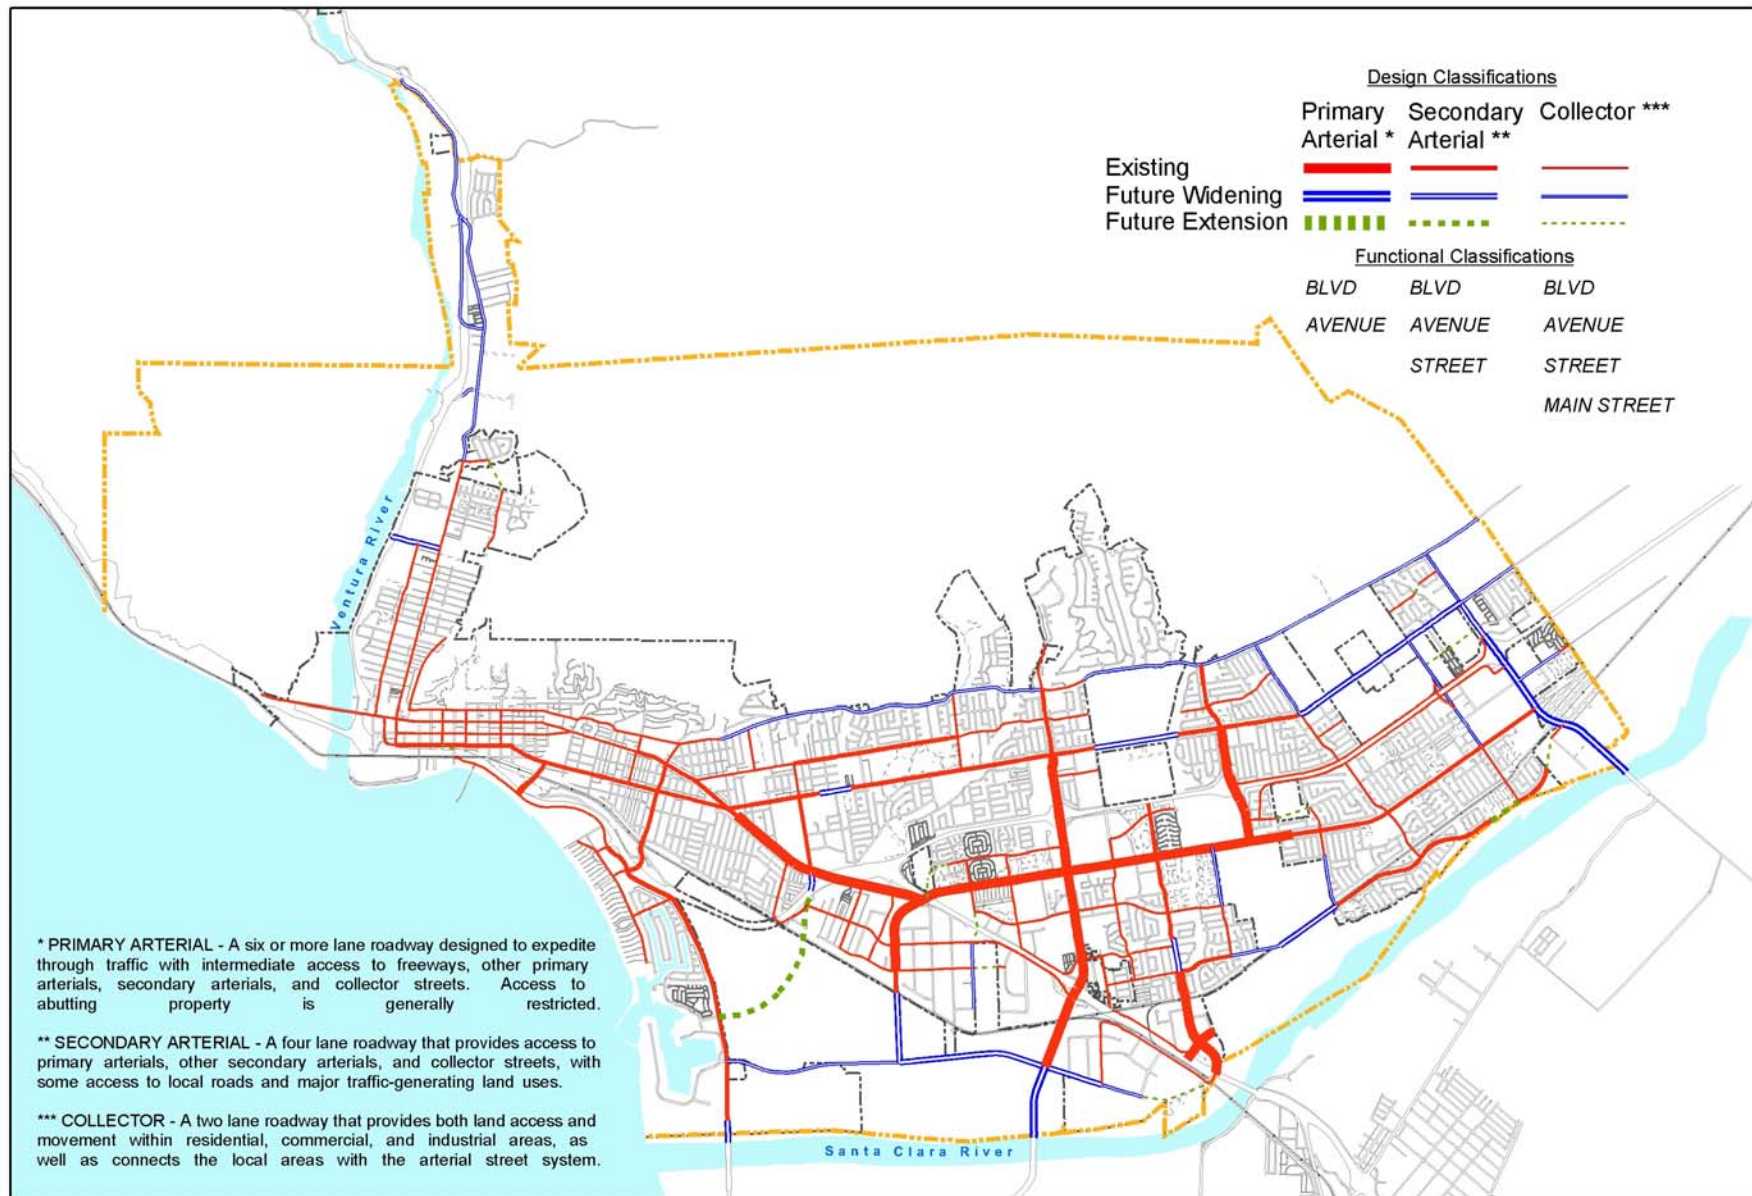 Design Classifications
Primary Arterial *
Secondary Arterial **
Collector ***
Existing
Future Widening
Future Extension
Functional Classifications
BLVD BLVD BLVD
AVENUE AVENUE AVENUE
STREET STREET
MAIN STREET
Ventura River
* PRIMARY ARTERIAL - A six or more lane roadway designed to expedite
through traffic with intermediate access to freeways, other primary
arterials, secondary arterials, and collector streets. Access to
abutting property is generally restricted.
** SECONDARY ARTERIAL - A four lane roadway that provides access to
primary arterials, other secondary arterials, and collector streets, with
some access to local roads and major traffic-generating land uses.
*** COLLECTOR - A two lane roadway that provides both land access and
movement within residential, commercial, and industrial areas, as
well as connects the local areas with the arterial street system.
Santa Clara River